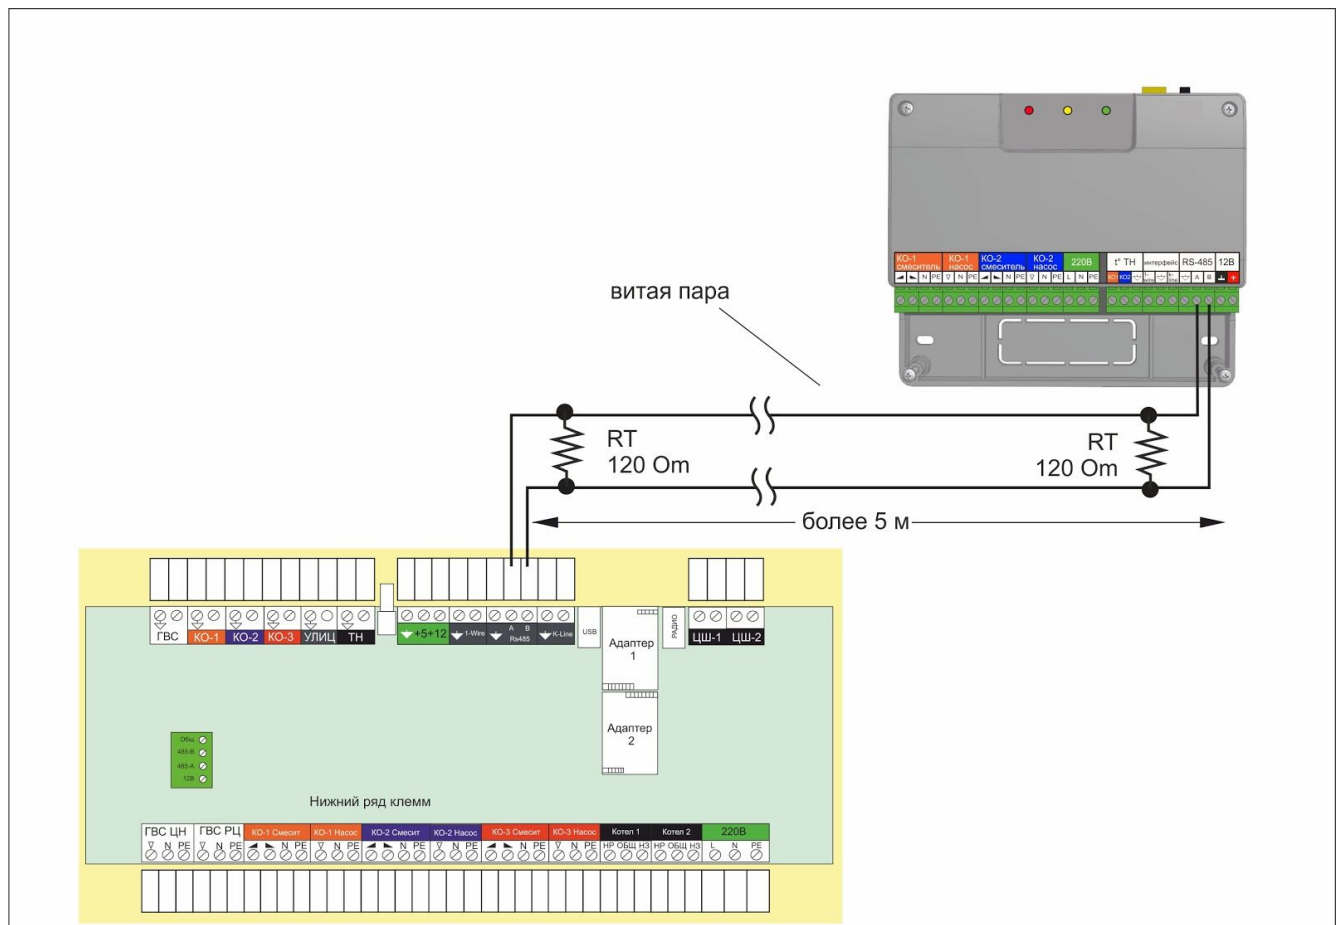 КО-1 смеситель
КО-1 насос
КО-2 смеситель
КО-2 насос
220В
t° ТН
интерфейс
RS-485
12В
N PE
N PE
N PE
N PE
L N PE
КО1 КО2
1-wire
k-line
A B
витая пара
RT
120 Om
RT
120 Om
более 5 м
ГВС
КО-1
КО-2
КО-3
УЛИЦ
ТН
+5+12
1-Wire
A B
Rs485
K-Line
USB
Адаптер
1
РАДИО
ЦШ-1
ЦШ-2
Адаптер
2
Общ
485-В
485-А
12В
Нижний ряд клемм
ГВС ЦН
ГВС РЦ
КО-1 Смесит
КО-1 Насос
КО-2 Смесит
КО-2 Насос
КО-3 Смесит
КО-3 Насос
Котел 1
Котел 2
220В
N PE
N PE
N PE
N PE
N PE
N PE
N PE
N PE
НР ОБЩ НЗ
НР ОБЩ НЗ
L N PE